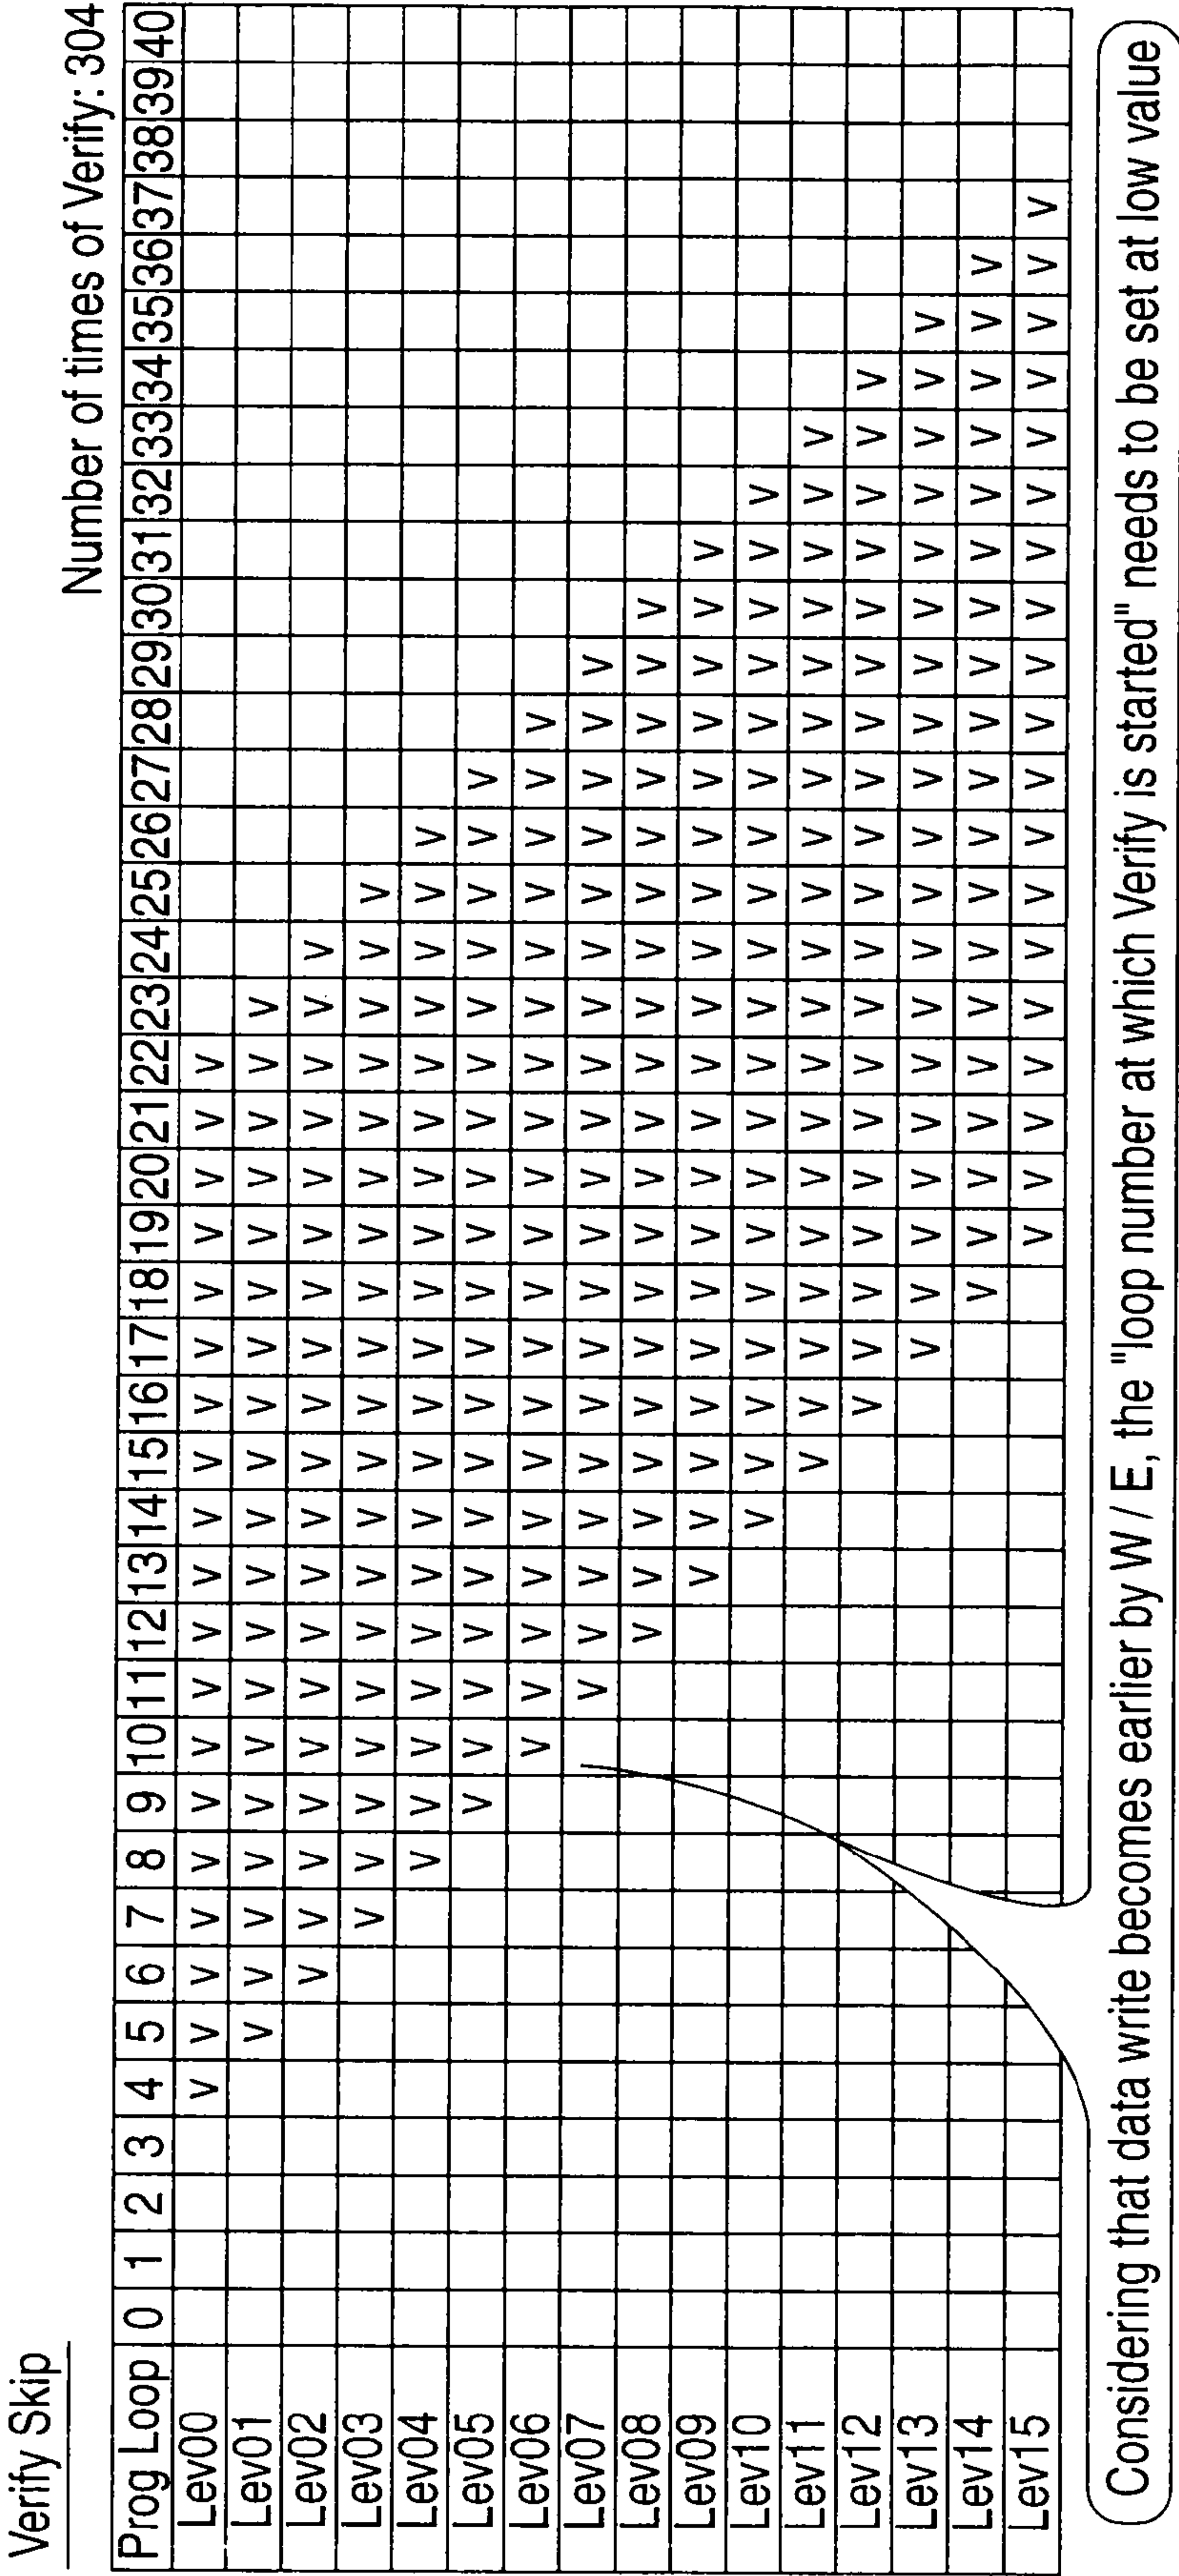 Verify Skip
Number of times of Verify: 304
Prog Loop 0 1 2 3 4 5 6 7 8 9 10 11 12 13 14 15 16 17 18 19 20 21 22 23 24 25 26 27 28 29 30 31 32 33 34 35 36 37 38 39 40
Lev00 V V V V V V V V V V V V V V V V V V V
Lev01 V V V V V V V V V V V V V V V V V V V
Lev02 V V V V V V V V V V V V V V V V V V V
Lev03 V V V V V V V V V V V V V V V V V V V
Lev04 V V V V V V V V V V V V V V V V V V V
Lev05 V V V V V V V V V V V V V V V V V V V
Lev06 V V V V V V V V V V V V V V V V V V V
Lev07 V V V V V V V V V V V V V V V V V V V
Lev08 V V V V V V V V V V V V V V V V V V V
Lev09 V V V V V V V V V V V V V V V V V V V
Lev10 V V V V V V V V V V V V V V V V V V V
Lev11 V V V V V V V V V V V V V V V V V V V
Lev12 V V V V V V V V V V V V V V V V V V V
Lev13 V V V V V V V V V V V V V V V V V V V
Lev14 V V V V V V V V V V V V V V V V V V V
Lev15 V V V V V V V V V V V V V V V V V V V
Considering that data write becomes earlier by W / E, the "loop number at which Verify is started" needs to be set at low value